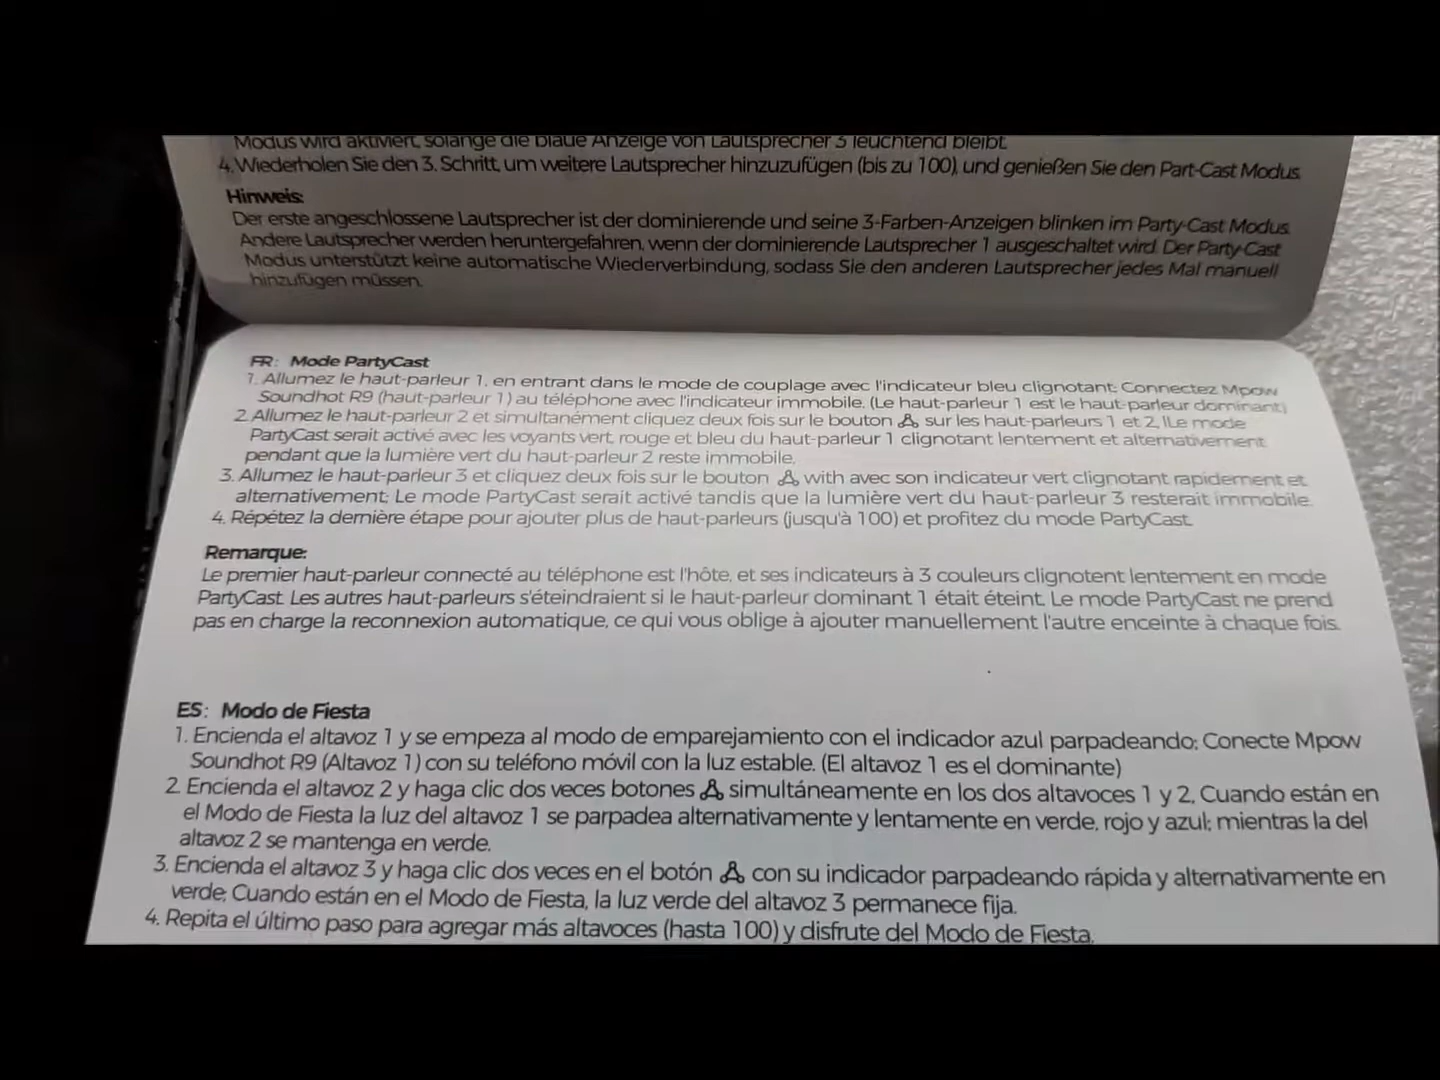 Modus wird aktiviert, solange die blaue Anzeige von Lautsprecher 3 leuchtend bleibt.
4. Wiederholen Sie den 3. Schritt, um weitere Lautsprecher hinzuzufügen (bis zu 100), und genießen Sie den Part-Cast Modus.
Hinweis:
Der erste angeschlossene Lautsprecher ist der dominierende und seine 3-Farben-Anzeigen blinken im Party-Cast Modus.
Andere Lautsprecher werden heruntergefahren, wenn der dominierende Lautsprecher 1 ausgeschaltet wird. Der Party-Cast
Modus unterstützt keine automatische Wiederverbindung, sodass Sie den anderen Lautsprecher jedes Mal manuell
hinzufügen müssen.
FR: Mode PartyCast
1. Allumez le haut-parleur 1, en entrant dans le mode de couplage avec l'indicateur bleu clignotant; Connectez Mpow
Soundhot R9 (haut-parleur 1) au téléphone avec l'indicateur immobile. (Le haut-parleur 1 est le haut-parleur dominant)
2. Allumez le haut-parleur 2 et simultanément cliquez deux fois sur le bouton sur les haut-parleurs 1 et 2, lLe mode
PartyCast serait activé avec les voyants vert, rouge et bleu du haut-parleur 1 clignotant lentement et alternativement
pendant que la lumière vert du haut-parleur 2 reste immobile.
3. Allumez le haut-parleur 3 et cliquez deux fois sur le bouton with avec son indicateur vert clignotant rapidement et
alternativement; Le mode PartyCast serait activé tandis que la lumière vert du haut-parleur 3 resterait immobile.
4. Répétez la dernière étape pour ajouter plus de haut-parleurs (jusqu'à 100) et profitez du mode PartyCast.
Remarque:
Le premier haut-parleur connecté au téléphone est l'hôte, et ses indicateurs à 3 couleurs clignotent lentement en mode
PartyCast. Les autres haut-parleurs s'éteindraient si le haut-parleur dominant 1 était éteint. Le mode PartyCast ne prend
pas en charge la reconnexion automatique, ce qui vous oblige à ajouter manuellement l'autre enceinte à chaque fois.
ES: Modo de Fiesta
1. Encienda el altavoz 1 y se empeza al modo de emparejamiento con el indicador azul parpadeando; Conecte Mpow
Soundhot R9 (Altavoz 1) con su teléfono móvil con la luz estable. (El altavoz 1 es el dominante)
2. Encienda el altavoz 2 y haga clic dos veces botones simultáneamente en los dos altavoces 1 y 2, Cuando están en
el Modo de Fiesta la luz del altavoz 1 se parpadea alternativamente y lentamente en verde, rojo y azul; mientras la del
altavoz 2 se mantenga en verde.
3. Encienda el altavoz 3 y haga clic dos veces en el botón con su indicador parpadeando rápida y alternativamente en
verde; Cuando están en el Modo de Fiesta, la luz verde del altavoz 3 permanece fija.
4. Repita el último paso para agregar más altavoces (hasta 100) y disfrute del Modo de Fiesta.